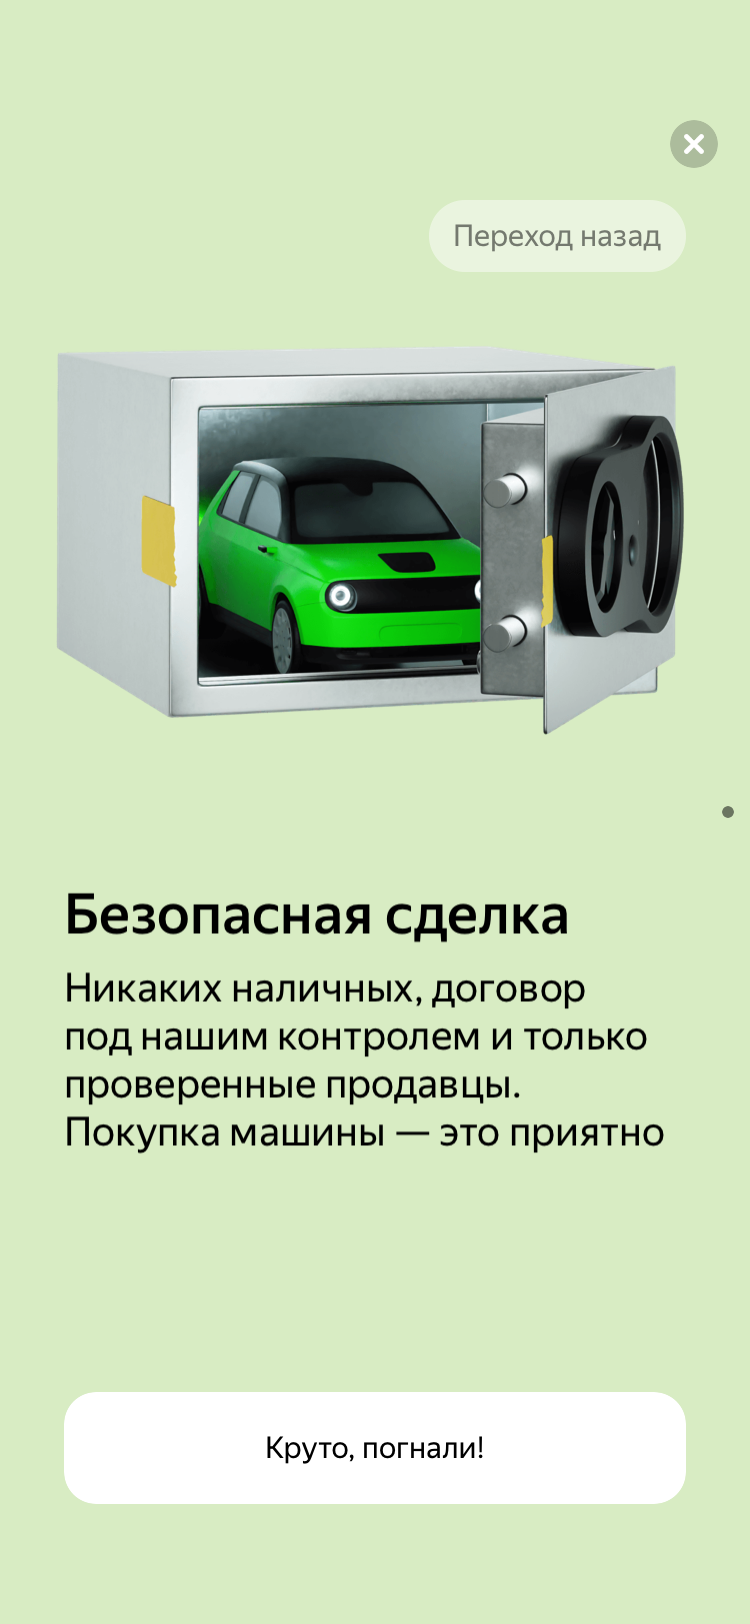 Переход назад
Безопасная сделка
Никаких наличных, договор
под нашим контролем и только
проверенные продавцы.
Покупка машины — это приятно
Круто, погнали!